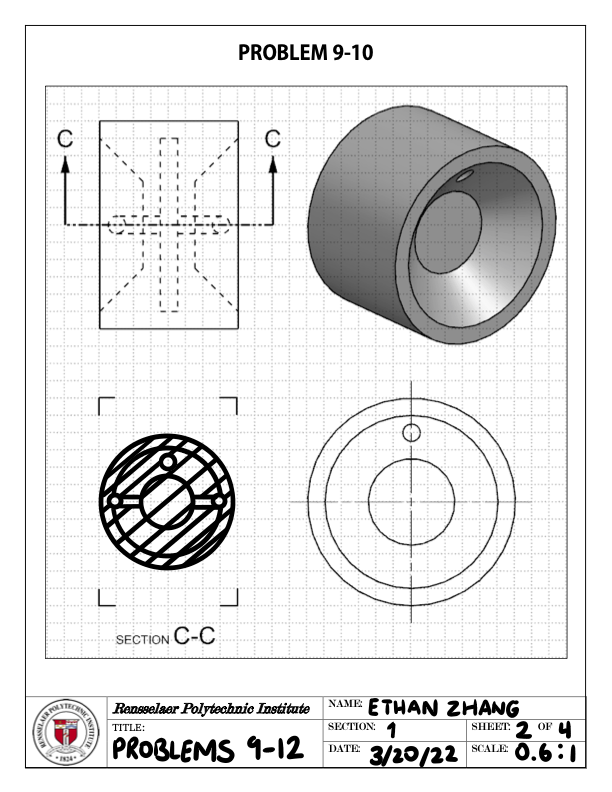 PROBLEM 9-10
C C
SECTION C-C
RENSSELAER POLYTECHNIC INSTITUTE
1824
Rensselaer Polytechnic Institute
NAME: ETHAN ZHANG
TITLE:
PROBLEMS 9-12
SECTION: 1
SHEET: 2 OF 4
DATE: 3/20/22
SCALE: 0.6:1